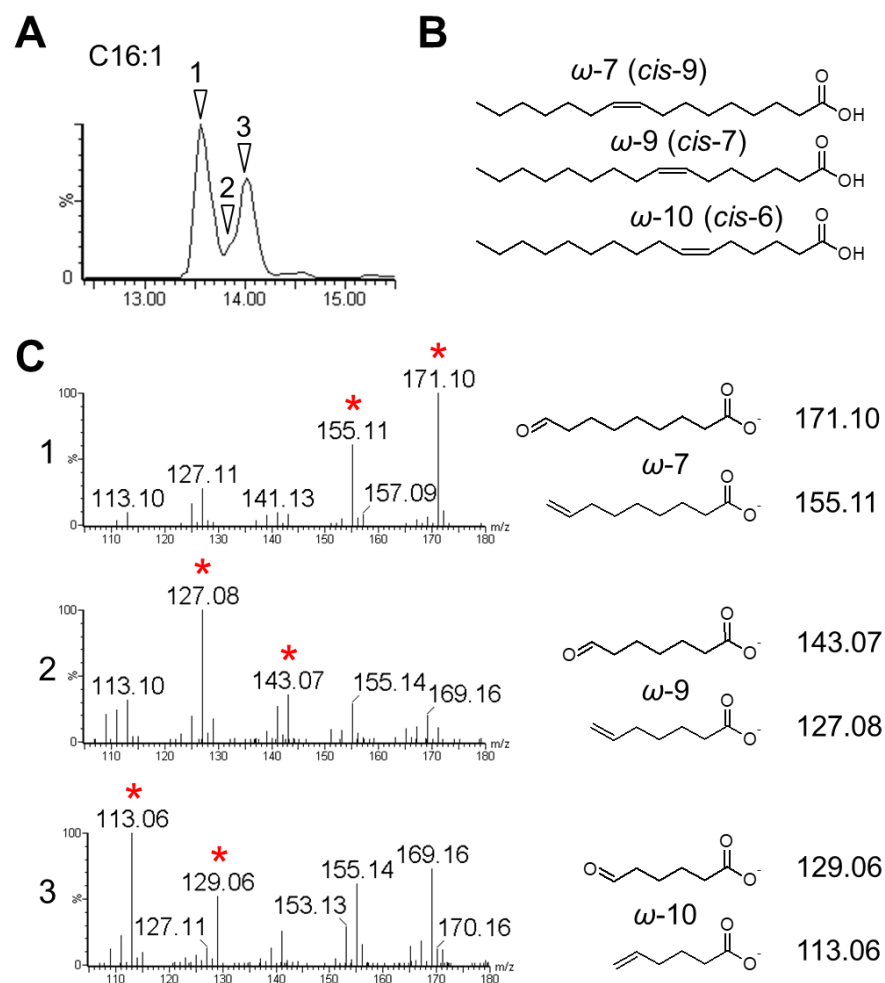 A
B
C16:1
1
3
2
%
0
13.00
14.00
15.00
ω-7 (cis-9)
O
OH
ω-9 (cis-7)
O
OH
ω-10 (cis-6)
O
OH
C
1
100
%
0
*
171.10
*
155.11
127.11
113.10
141.13
157.09
110 120 130 140 150 160 170 180 m/z
O
O
O-
171.10
ω-7
O
O-
155.11
2
100
%
0
*
127.08
*
143.07
113.10
155.14
169.16
110 120 130 140 150 160 170 180 m/z
O
O
O-
143.07
ω-9
O
O-
127.08
3
100
%
0
*
113.06
*
129.06
169.16
155.14
153.13
127.11
170.16
110 120 130 140 150 160 170 180 m/z
O
O
O-
129.06
ω-10
O
O-
113.06